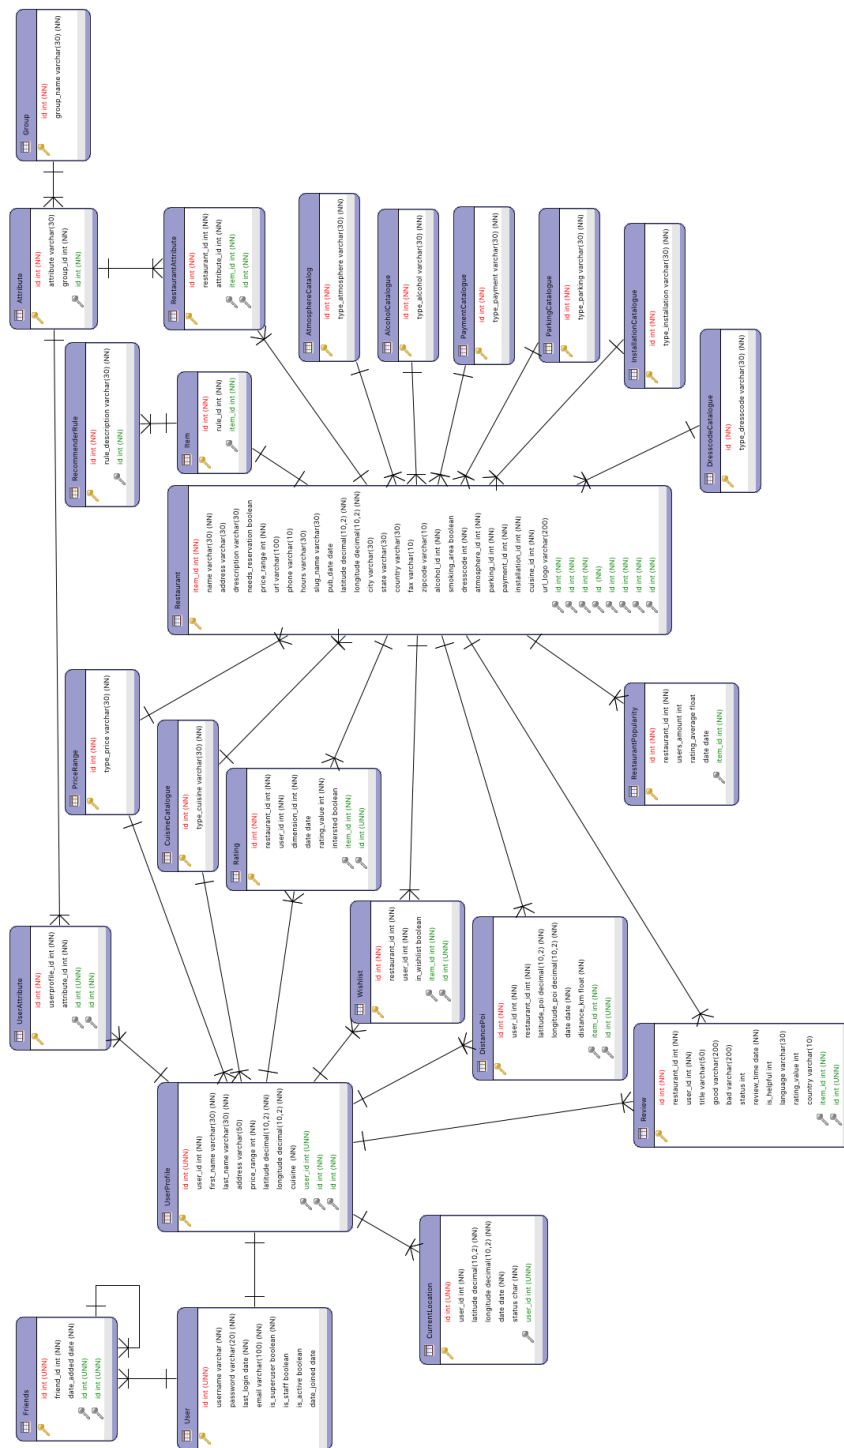 Group
id int (NN)
group_name varchar(30) (NN)
Attribute
id int (NN)
attribute varchar(30)
group_id int (NN)
id int (NN)
RestaurantAttribute
id int (NN)
restaurant_id int (NN)
attribute_id int (NN)
item_id int (NN)
id int (NN)
AtmosphereCatalog
id int (NN)
type_atmosphere varchar(30) (NN)
AlcoholCatalogue
id int (NN)
type_alcohol varchar(30) (NN)
PaymentCatalogue
id int (NN)
type_payment varchar(30) (NN)
ParkingCatalogue
id int (NN)
type_parking varchar(30) (NN)
InstallationCatalogue
id int (NN)
type_installation varchar(30) (NN)
DresscodeCatalogue
id (NN)
type_dresscode varchar(30) (NN)
RecommenderRule
id int (NN)
rule_description varchar(30) (NN)
id int (NN)
Item
id int (NN)
rule_id int (NN)
item_id int (NN)
Restaurant
item_id int (NN)
name varchar(30) (NN)
address varchar(30)
drescription varchar(30)
needs_reservation boolean
price_range int (NN)
url varchar(100)
phone varchar(10)
hours varchar(30)
slug_name varchar(30)
pub_date date
latitude decimal(10,2) (NN)
longitude decimal(10,2) (NN)
city varchar(30)
state varchar(30)
country varchar(30)
fax varchar(10)
zipcode varchar(10)
alcohol_id int (NN)
smoking_area boolean
dresscode int (NN)
atmosphere_id int (NN)
parking_id int (NN)
payment_id int (NN)
installation_id int (NN)
cuisine_id int (NN)
url_logo varchar(200)
id int (NN)
id int (NN)
id int (NN)
id (NN)
id int (NN)
id int (NN)
id int (NN)
id int (NN)
PriceRange
id int (NN)
type_price varchar(30) (NN)
CuisineCatalogue
id int (NN)
type_cuisine varchar(30) (NN)
Rating
id int (NN)
restaurant_id int (NN)
user_id int (NN)
dimension_id int (NN)
date date
rating_value int (NN)
intersted boolean
item_id int (NN)
id int (UNN)
RestaurantPopularity
id int (NN)
restaurant_id int (NN)
users_amount int
rating_average float
date date
item_id int (NN)
UserAttribute
id int (NN)
userprofile_id int (NN)
attribute_id int (NN)
id int (UNN)
id int (NN)
Wishlist
id int (NN)
restaurant_id int (NN)
user_id int (NN)
in_wishlist boolean
item_id int (NN)
id int (UNN)
DistancePoi
id int (NN)
user_id int (NN)
restaurant_id int (NN)
latitude_poi decimal(10,2) (NN)
longitude_poi decimal(10,2) (NN)
date date (NN)
distance_km float (NN)
item_id int (NN)
id int (UNN)
Review
id int (NN)
restaurant_id int (NN)
user_id int (NN)
title varchar(50)
good varchar(200)
bad varchar(200)
status int
review_time date (NN)
is_helpful int
language varchar(30)
rating_value int
country varchar(10)
item_id int (NN)
id int (UNN)
UserProfile
id int (UNN)
user_id int (NN)
first_name varchar(30) (NN)
last_name varchar(30) (NN)
address varchar(50)
price_range int (NN)
latitude decimal(10,2) (NN)
longitude decimal(10,2) (NN)
cuisine (NN)
user_id int (UNN)
id int (NN)
id int (NN)
CurrentLocation
id int (UNN)
user_id int (NN)
latitude decimal(10,2) (NN)
longitude decimal(10,2) (NN)
date date (NN)
status char (NN)
user_id int (UNN)
Friends
id int (UNN)
friend_id int (NN)
date_added date (NN)
id int (UNN)
id int (UNN)
User
id int (UNN)
username varchar (NN)
password varchar(20) (NN)
last_login date (NN)
email varchar(100) (NN)
is_superuser boolean (NN)
is_staff boolean
is_active boolean
date_joined date